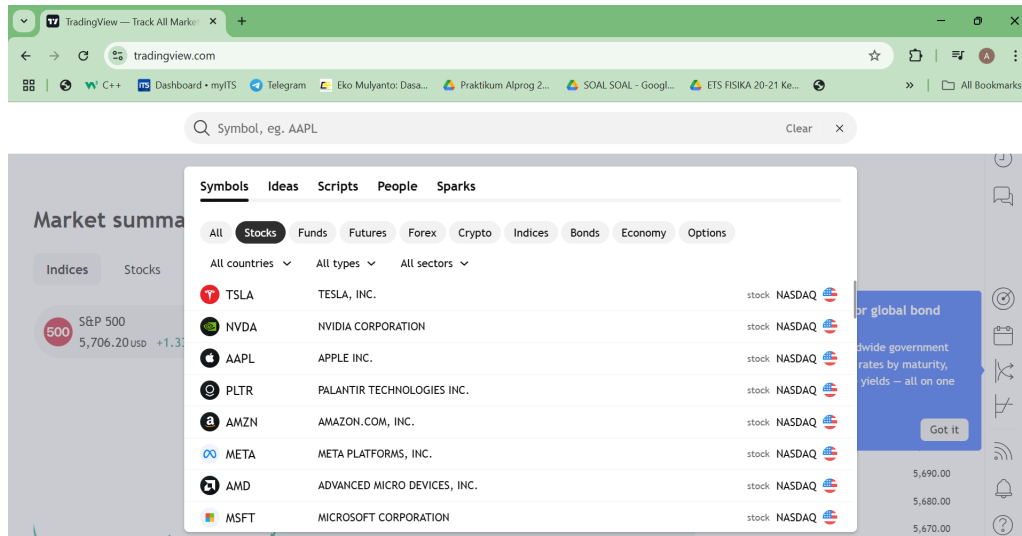 TradingView — Track All Marke
tradingview.com
C++
Dashboard • myITS
Telegram
Eko Mulyanto: Dasa...
Praktikum Alprog 2...
SOAL SOAL - Googl...
ETS FISIKA 20-21 Ke...
»
All Bookmarks
A
Symbol, eg. AAPL
Clear
Symbols Ideas Scripts People Sparks
All Stocks Funds Futures Forex Crypto Indices Bonds Economy Options
All countries All types All sectors
TSLA TESLA, INC. stock NASDAQ
NVDA NVIDIA CORPORATION stock NASDAQ
AAPL APPLE INC. stock NASDAQ
PLTR PALANTIR TECHNOLOGIES INC. stock NASDAQ
AMZN AMAZON.COM, INC. stock NASDAQ
META META PLATFORMS, INC. stock NASDAQ
AMD ADVANCED MICRO DEVICES, INC. stock NASDAQ
MSFT MICROSOFT CORPORATION stock NASDAQ
Market summa
Indices Stocks
500
S&P 500
5,706.20 USD +1.33
or global bond
dwide government
rates by maturity,
yields — all on one
Got it
5,690.00
5,680.00
5,670.00